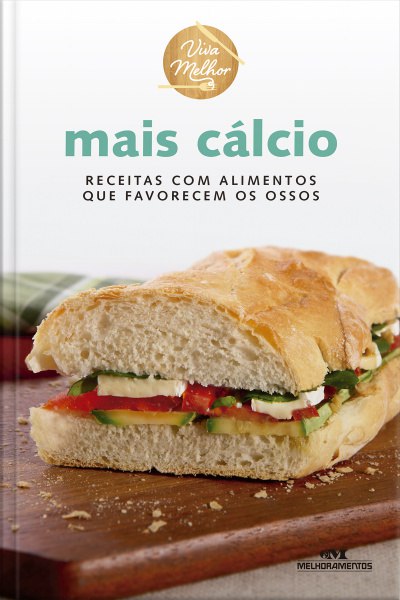 Viva
Melhor
mais cálcio
RECEITAS COM ALIMENTOS
QUE FAVORECEM OS OSSOS
MELHORAMENTOS